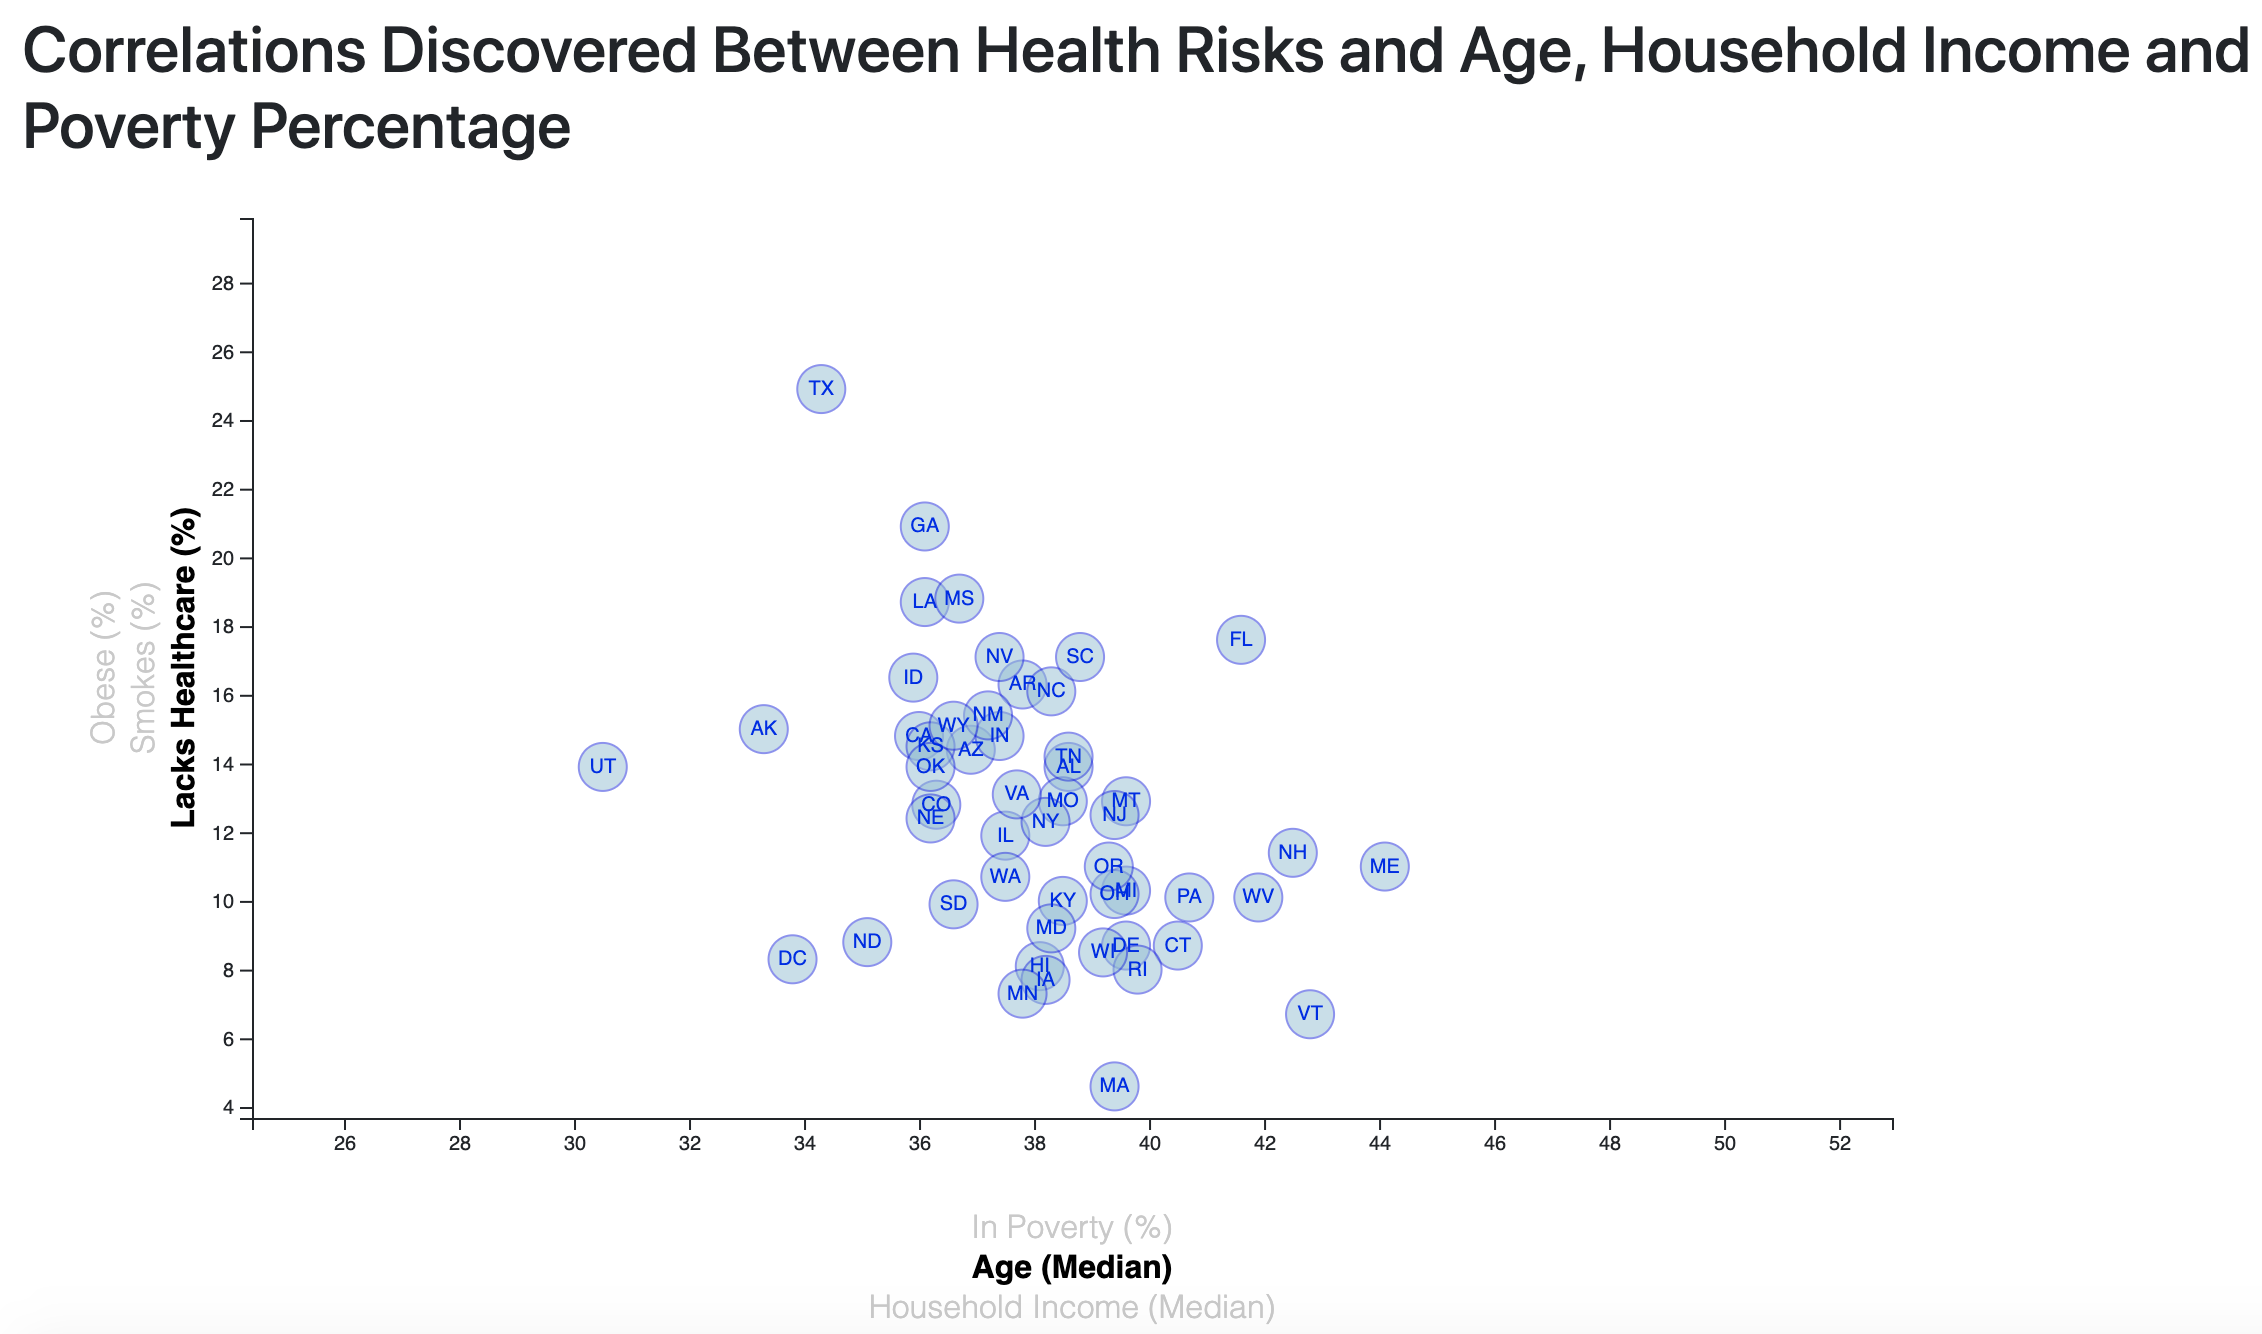 Correlations Discovered Between Health Risks and Age, Household Income and
Poverty Percentage
28
26
24
22
20
18
16
14
12
10
8
6
4
Obese (%)
Smokes (%)
Lacks Healthcare (%)
TX
GA
LA
MS
FL
NV
SC
ID
AR
NC
NM
WY
AK
CA
IN
KS
AZ
TN
UT
OK
AL
VA
MO
MT
CO
NJ
NE
NY
IL
NH
OR
ME
WA
MI
OH
PA
WV
SD
KY
MD
ND
DE
CT
WI
DC
HI
RI
IA
MN
VT
MA
26
28
30
32
34
36
38
40
42
44
46
48
50
52
In Poverty (%)
Age (Median)
Household Income (Median)